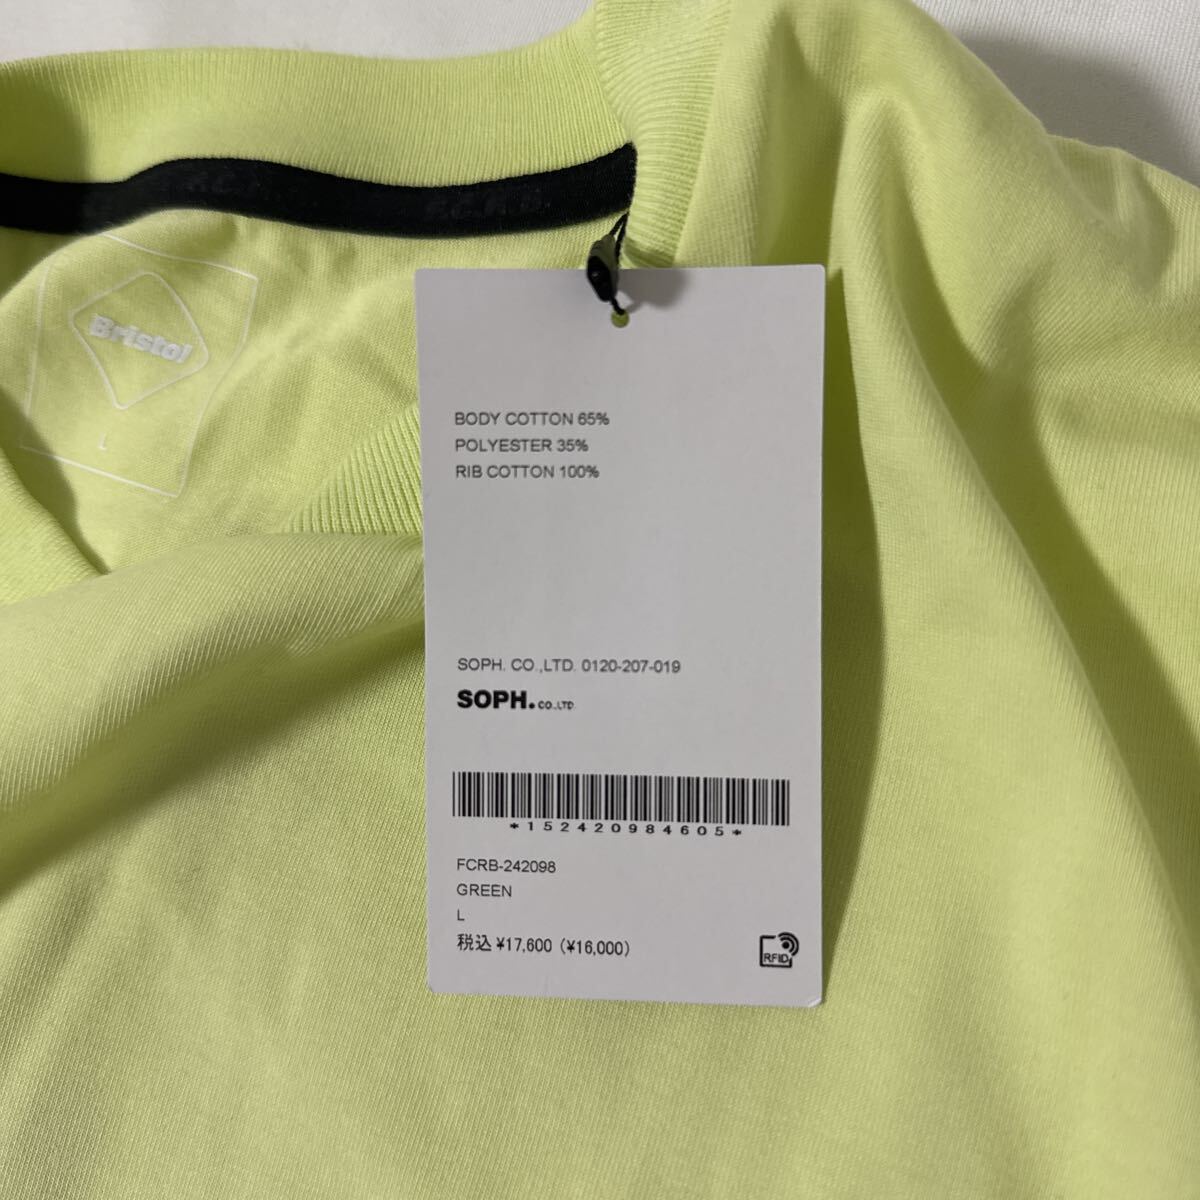 F.C.R.B.
Bristol
L
BODY COTTON 65%
POLYESTER 35%
RIB COTTON 100%
SOPH. CO.,LTD. 0120-207-019
SOPH. CO.,LTD.
*152420984605*
FCRB-242098
GREEN
L
税込 ¥17,600 (¥16,000)
RFID